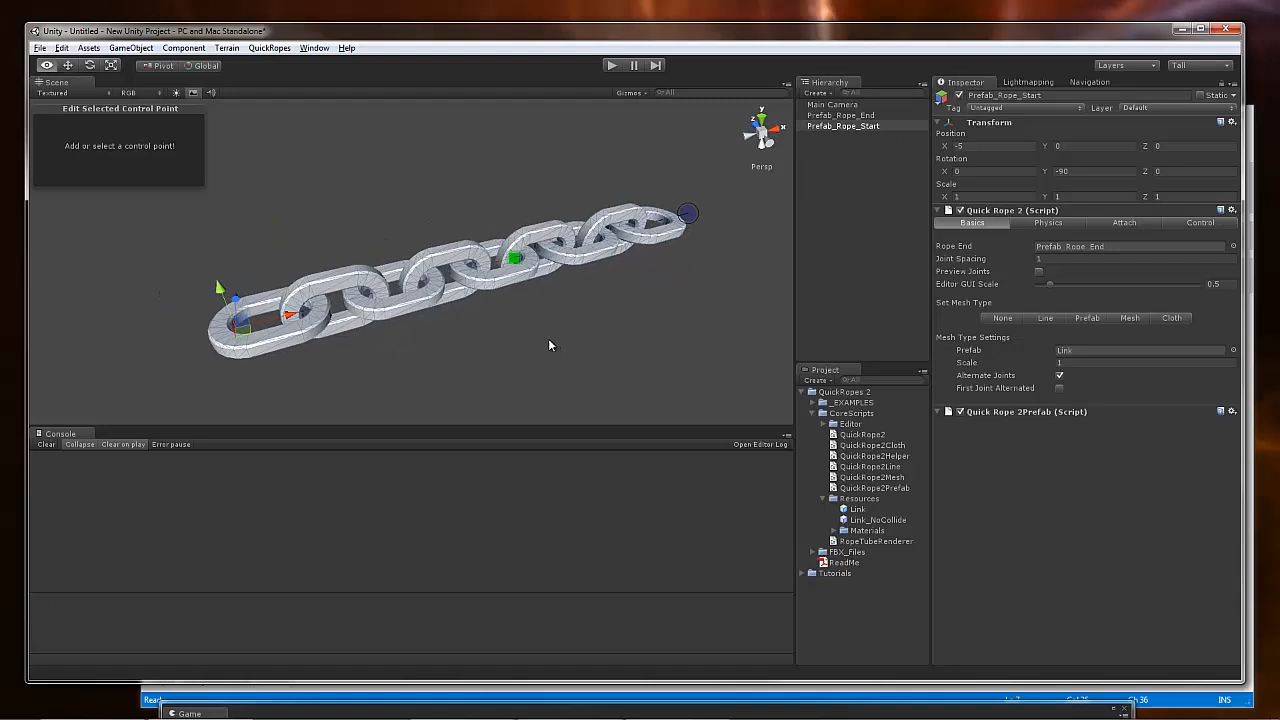 Unity - Untitled - New Unity Project - PC and Mac Standalone*
File Edit Assets GameObject Component Terrain QuickRopes Window Help
Pivot Global Layers Tall
Scene
Textured RGB Gizmos All
Edit Selected Control Point
Add or select a control point!
y
z x
Persp
Console
Clear Collapse Clear on play Error pause Open Editor Log
Hierarchy
Create All
Main Camera
Prefab_Rope_End
Prefab_Rope_Start
Project
Create All
QuickRopes 2
_EXAMPLES
CoreScripts
Editor
QuickRope2
QuickRope2Cloth
QuickRope2Helper
QuickRope2Line
QuickRope2Mesh
QuickRope2Prefab
Resources
Link
Link_NoCollide
Materials
RopeTubeRenderer
FBX_Files
ReadMe
Tutorials
Inspector Lightmapping Navigation
Prefab_Rope_Start Static
Tag Untagged Layer Default
Transform
Position
X -5 Y 0 Z 0
Rotation
X 0 Y -90 Z 0
Scale
X 1 Y 1 Z 1
Quick Rope 2 (Script)
Basics Physics Attach Control
Rope End Prefab_Rope_End
Joint Spacing 1
Preview Joints
Editor GUI Scale 0.5
Set Mesh Type
None Line Prefab Mesh Cloth
Mesh Type Settings
Prefab Link
Scale 1
Alternate Joints
First Joint Alternated
Quick Rope 2Prefab (Script)
Ch 36 INS
Game